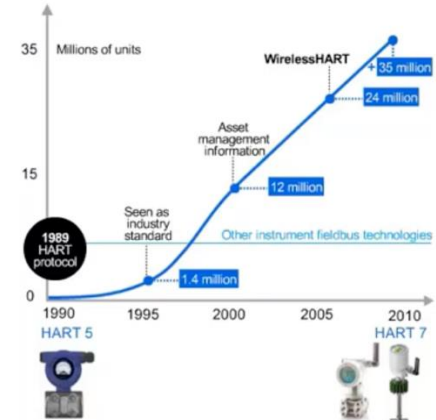 35
Millions of units
WirelessHART
+
35 million
24 million
Asset
management
information
15
12 million
Seen as
industry
standard
1989
HART
protocol
Other instrument fieldbus technologies
1.4 million
0
1990
1995
2000
2005
2010
HART 5
HART 7